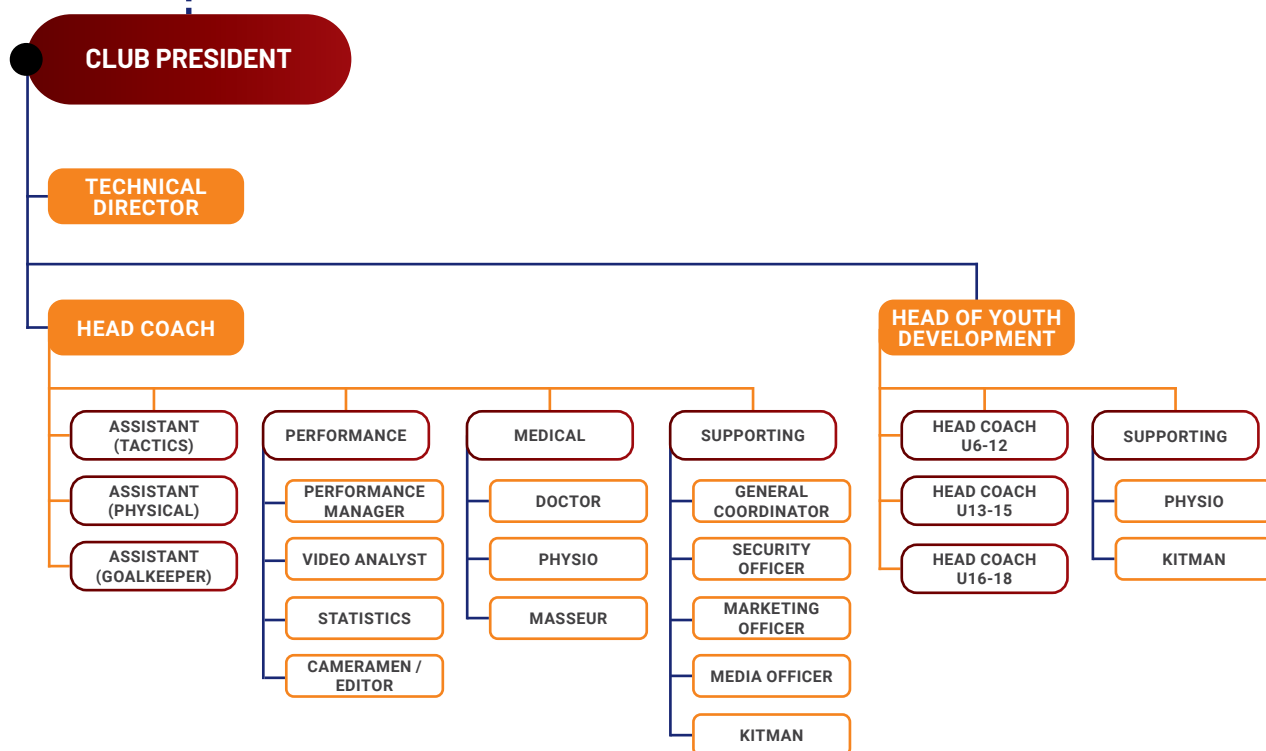 CLUB PRESIDENT
TECHNICAL
DIRECTOR
HEAD COACH
HEAD OF YOUTH
DEVELOPMENT
ASSISTANT
(TACTICS)
ASSISTANT
(PHYSICAL)
ASSISTANT
(GOALKEEPER)
PERFORMANCE
PERFORMANCE
MANAGER
VIDEO ANALYST
STATISTICS
CAMERAMEN /
EDITOR
MEDICAL
DOCTOR
PHYSIO
MASSEUR
SUPPORTING
GENERAL
COORDINATOR
SECURITY
OFFICER
MARKETING
OFFICER
MEDIA OFFICER
KITMAN
HEAD COACH
U6-12
HEAD COACH
U13-15
HEAD COACH
U16-18
SUPPORTING
PHYSIO
KITMAN